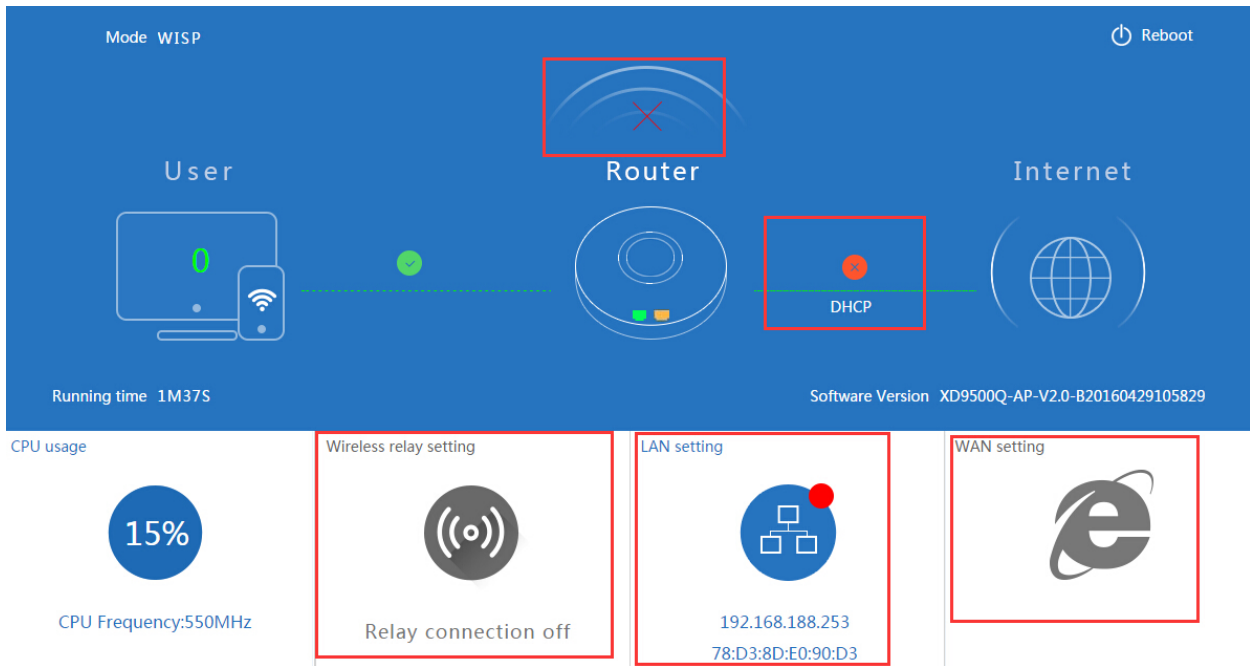 Mode WISP
Reboot
User
Router
Internet
0
DHCP
Running time 1M37S
Software Version XD9500Q-AP-V2.0-B20160429105829
CPU usage
Wireless relay setting
LAN setting
WAN setting
15%
CPU Frequency:550MHz
Relay connection off
192.168.188.253
78:D3:8D:E0:90:D3